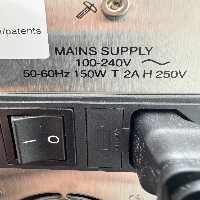 /patents
MAINS SUPPLY
100-240V ~
50-60Hz 150W T 2A H 250V
I O